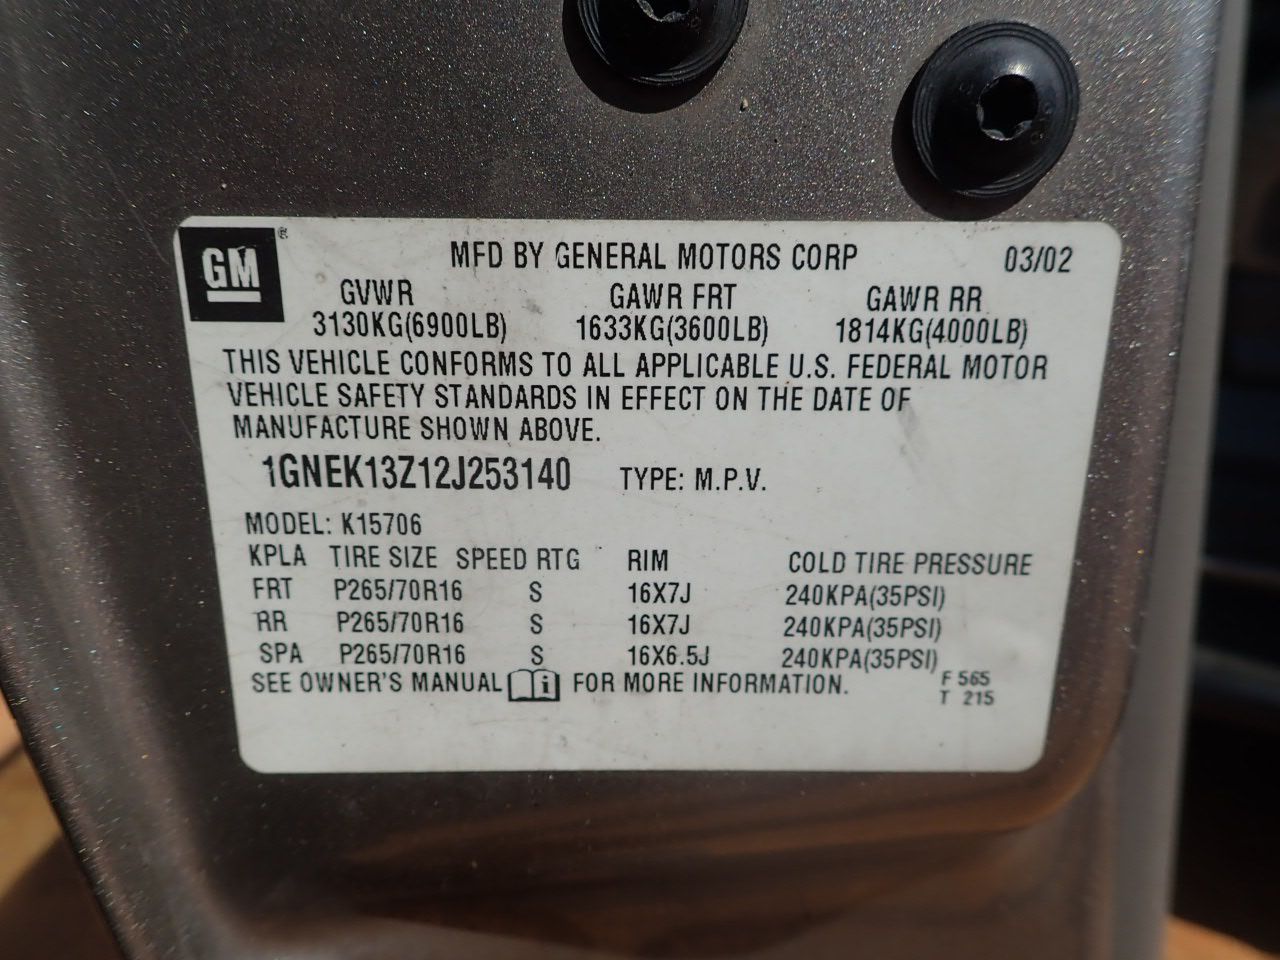 GM ®
MFD BY GENERAL MOTORS CORP 03/02
GVWR GAWR FRT GAWR RR
3130KG(6900LB) 1633KG(3600LB) 1814KG(4000LB)
THIS VEHICLE CONFORMS TO ALL APPLICABLE U.S. FEDERAL MOTOR
VEHICLE SAFETY STANDARDS IN EFFECT ON THE DATE OF
MANUFACTURE SHOWN ABOVE.
1GNEK13Z12J253140 TYPE: M.P.V.
MODEL: K15706
KPLA TIRE SIZE SPEED RTG RIM COLD TIRE PRESSURE
FRT P265/70R16 S 16X7J 240KPA(35PSI)
RR P265/70R16 S 16X7J 240KPA(35PSI)
SPA P265/70R16 S 16X6.5J 240KPA(35PSI)
SEE OWNER'S MANUAL i FOR MORE INFORMATION. F 565
T 215